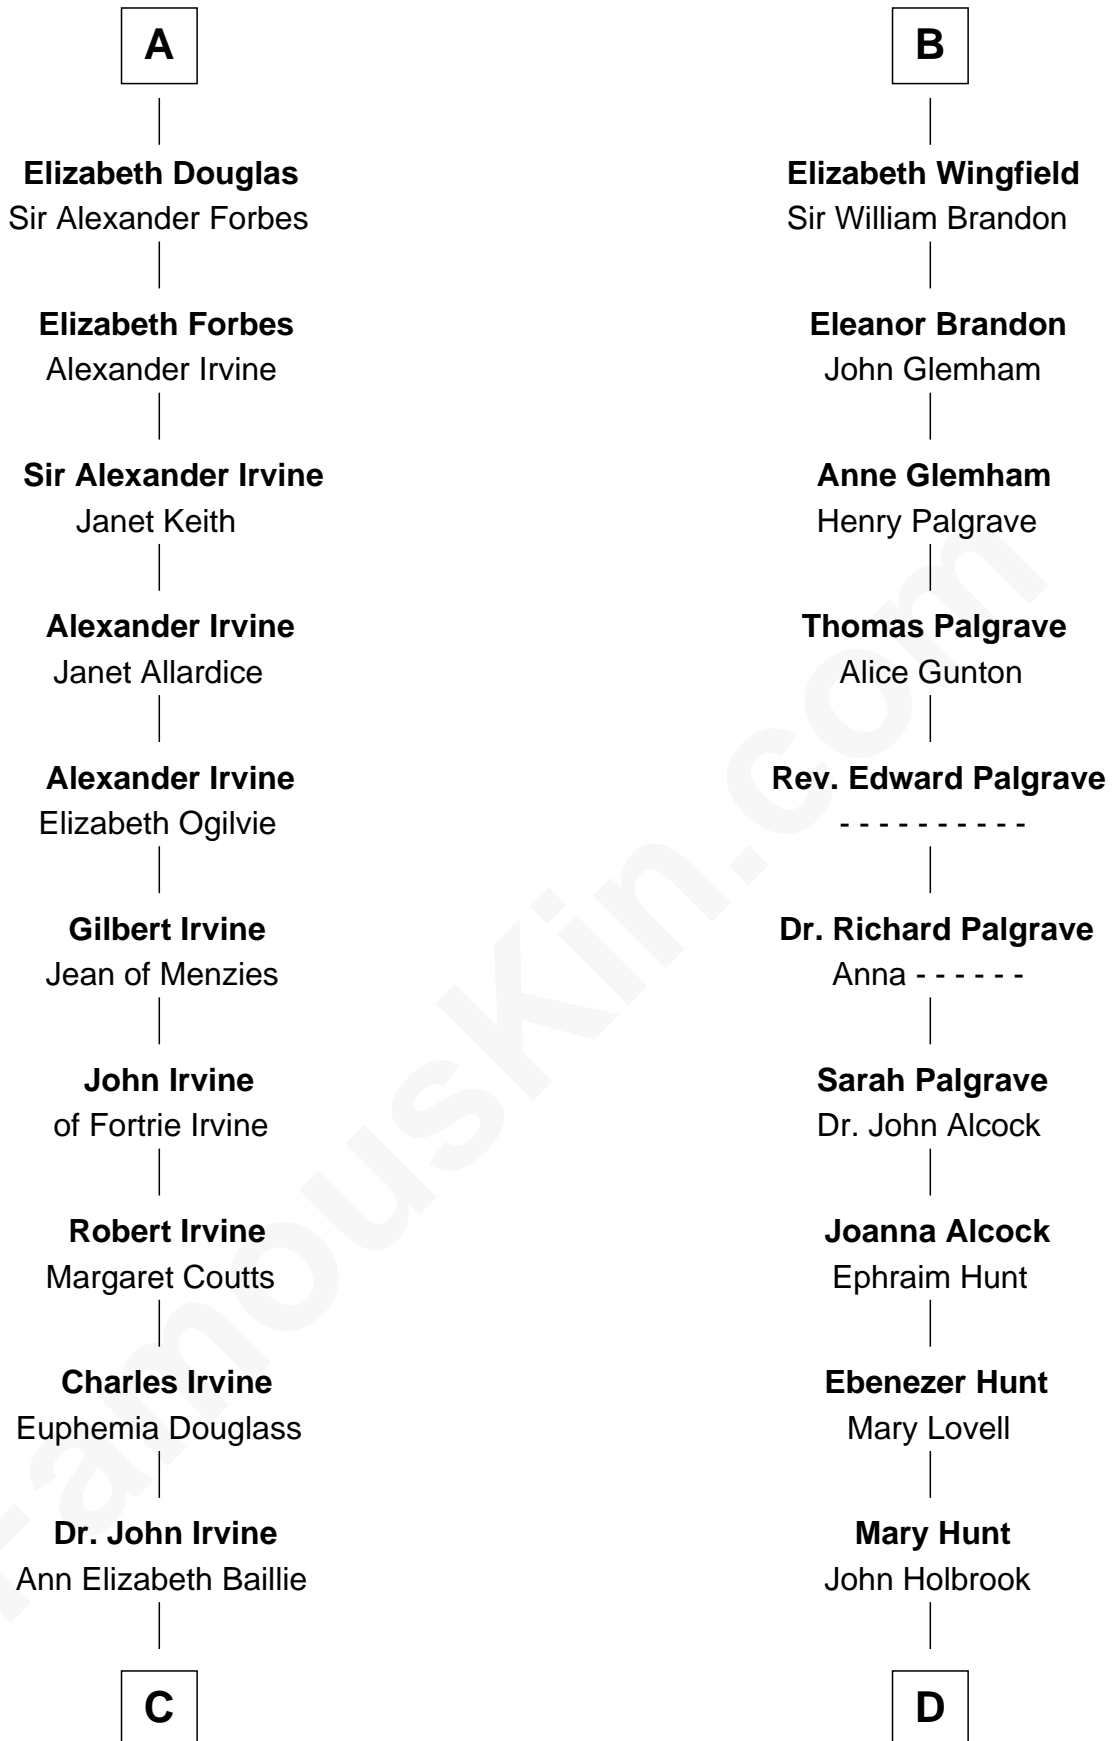 A
Elizabeth Douglas
Sir Alexander Forbes
Elizabeth Forbes
Alexander Irvine
Sir Alexander Irvine
Janet Keith
Alexander Irvine
Janet Allardice
Alexander Irvine
Elizabeth Ogilvie
Gilbert Irvine
Jean of Menzies
John Irvine
of Fortrie Irvine
Robert Irvine
Margaret Coutts
Charles Irvine
Euphemia Douglass
Dr. John Irvine
Ann Elizabeth Baillie
C
B
Elizabeth Wingfield
Sir William Brandon
Eleanor Brandon
John Glemham
Anne Glemham
Henry Palgrave
Thomas Palgrave
Alice Gunton
Rev. Edward Palgrave
- - - - - - - - - -
Dr. Richard Palgrave
Anna - - - - - -
Sarah Palgrave
Dr. John Alcock
Joanna Alcock
Ephraim Hunt
Ebenezer Hunt
Mary Lovell
Mary Hunt
John Holbrook
D
FamousKin.com